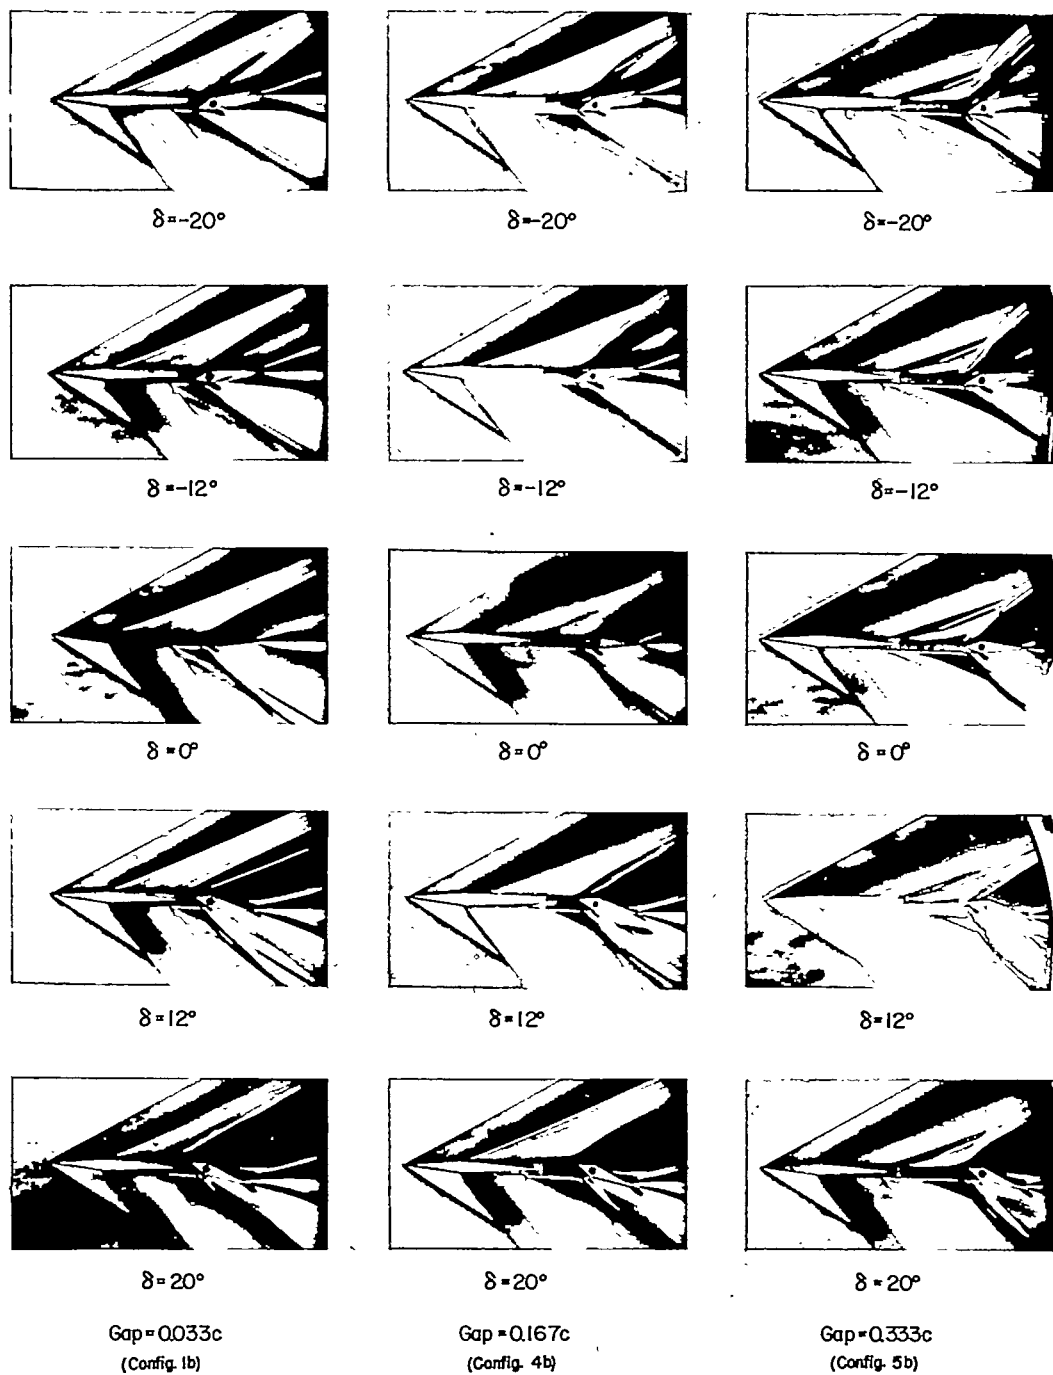 δ=-20° δ=-20° δ=-20°
δ=-12° δ=-12° δ=-12°
δ=0° δ=0° δ=0°
δ=12° δ=12° δ=12°
δ=20° δ=20° δ=20°
Gap=0.033c Gap=0.167c Gap=0.333c
(Config. 1b) (Config. 4b) (Config. 5b)